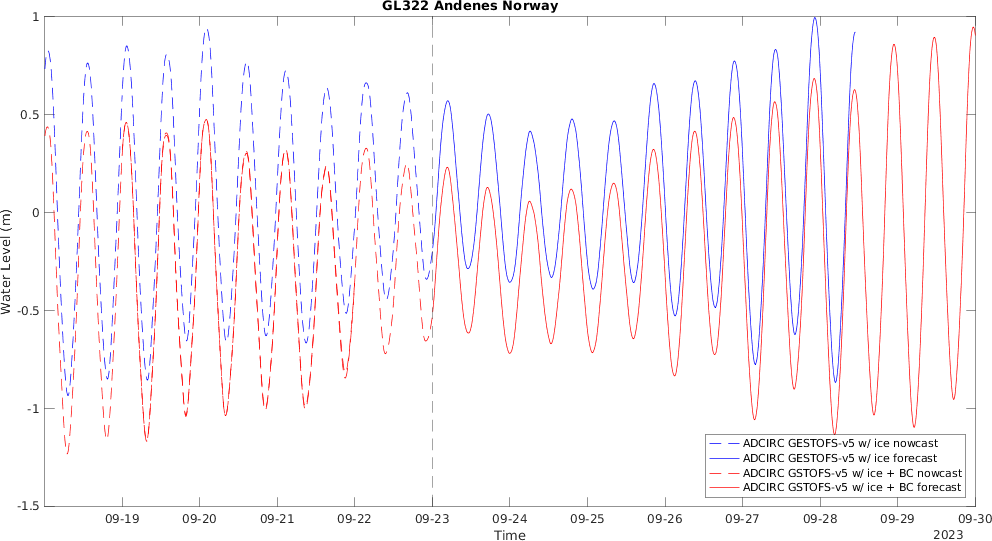 GL322 Andenes Norway
1
0.5
0
-0.5
-1
-1.5
Water Level (m)
09-19 09-20 09-21 09-22 09-23 09-24 09-25 09-26 09-27 09-28 09-29 09-30
Time
2023
ADCIRC GESTOFS-v5 w/ ice nowcast
ADCIRC GESTOFS-v5 w/ ice forecast
ADCIRC GSTOFS-v5 w/ ice + BC nowcast
ADCIRC GSTOFS-v5 w/ ice + BC forecast